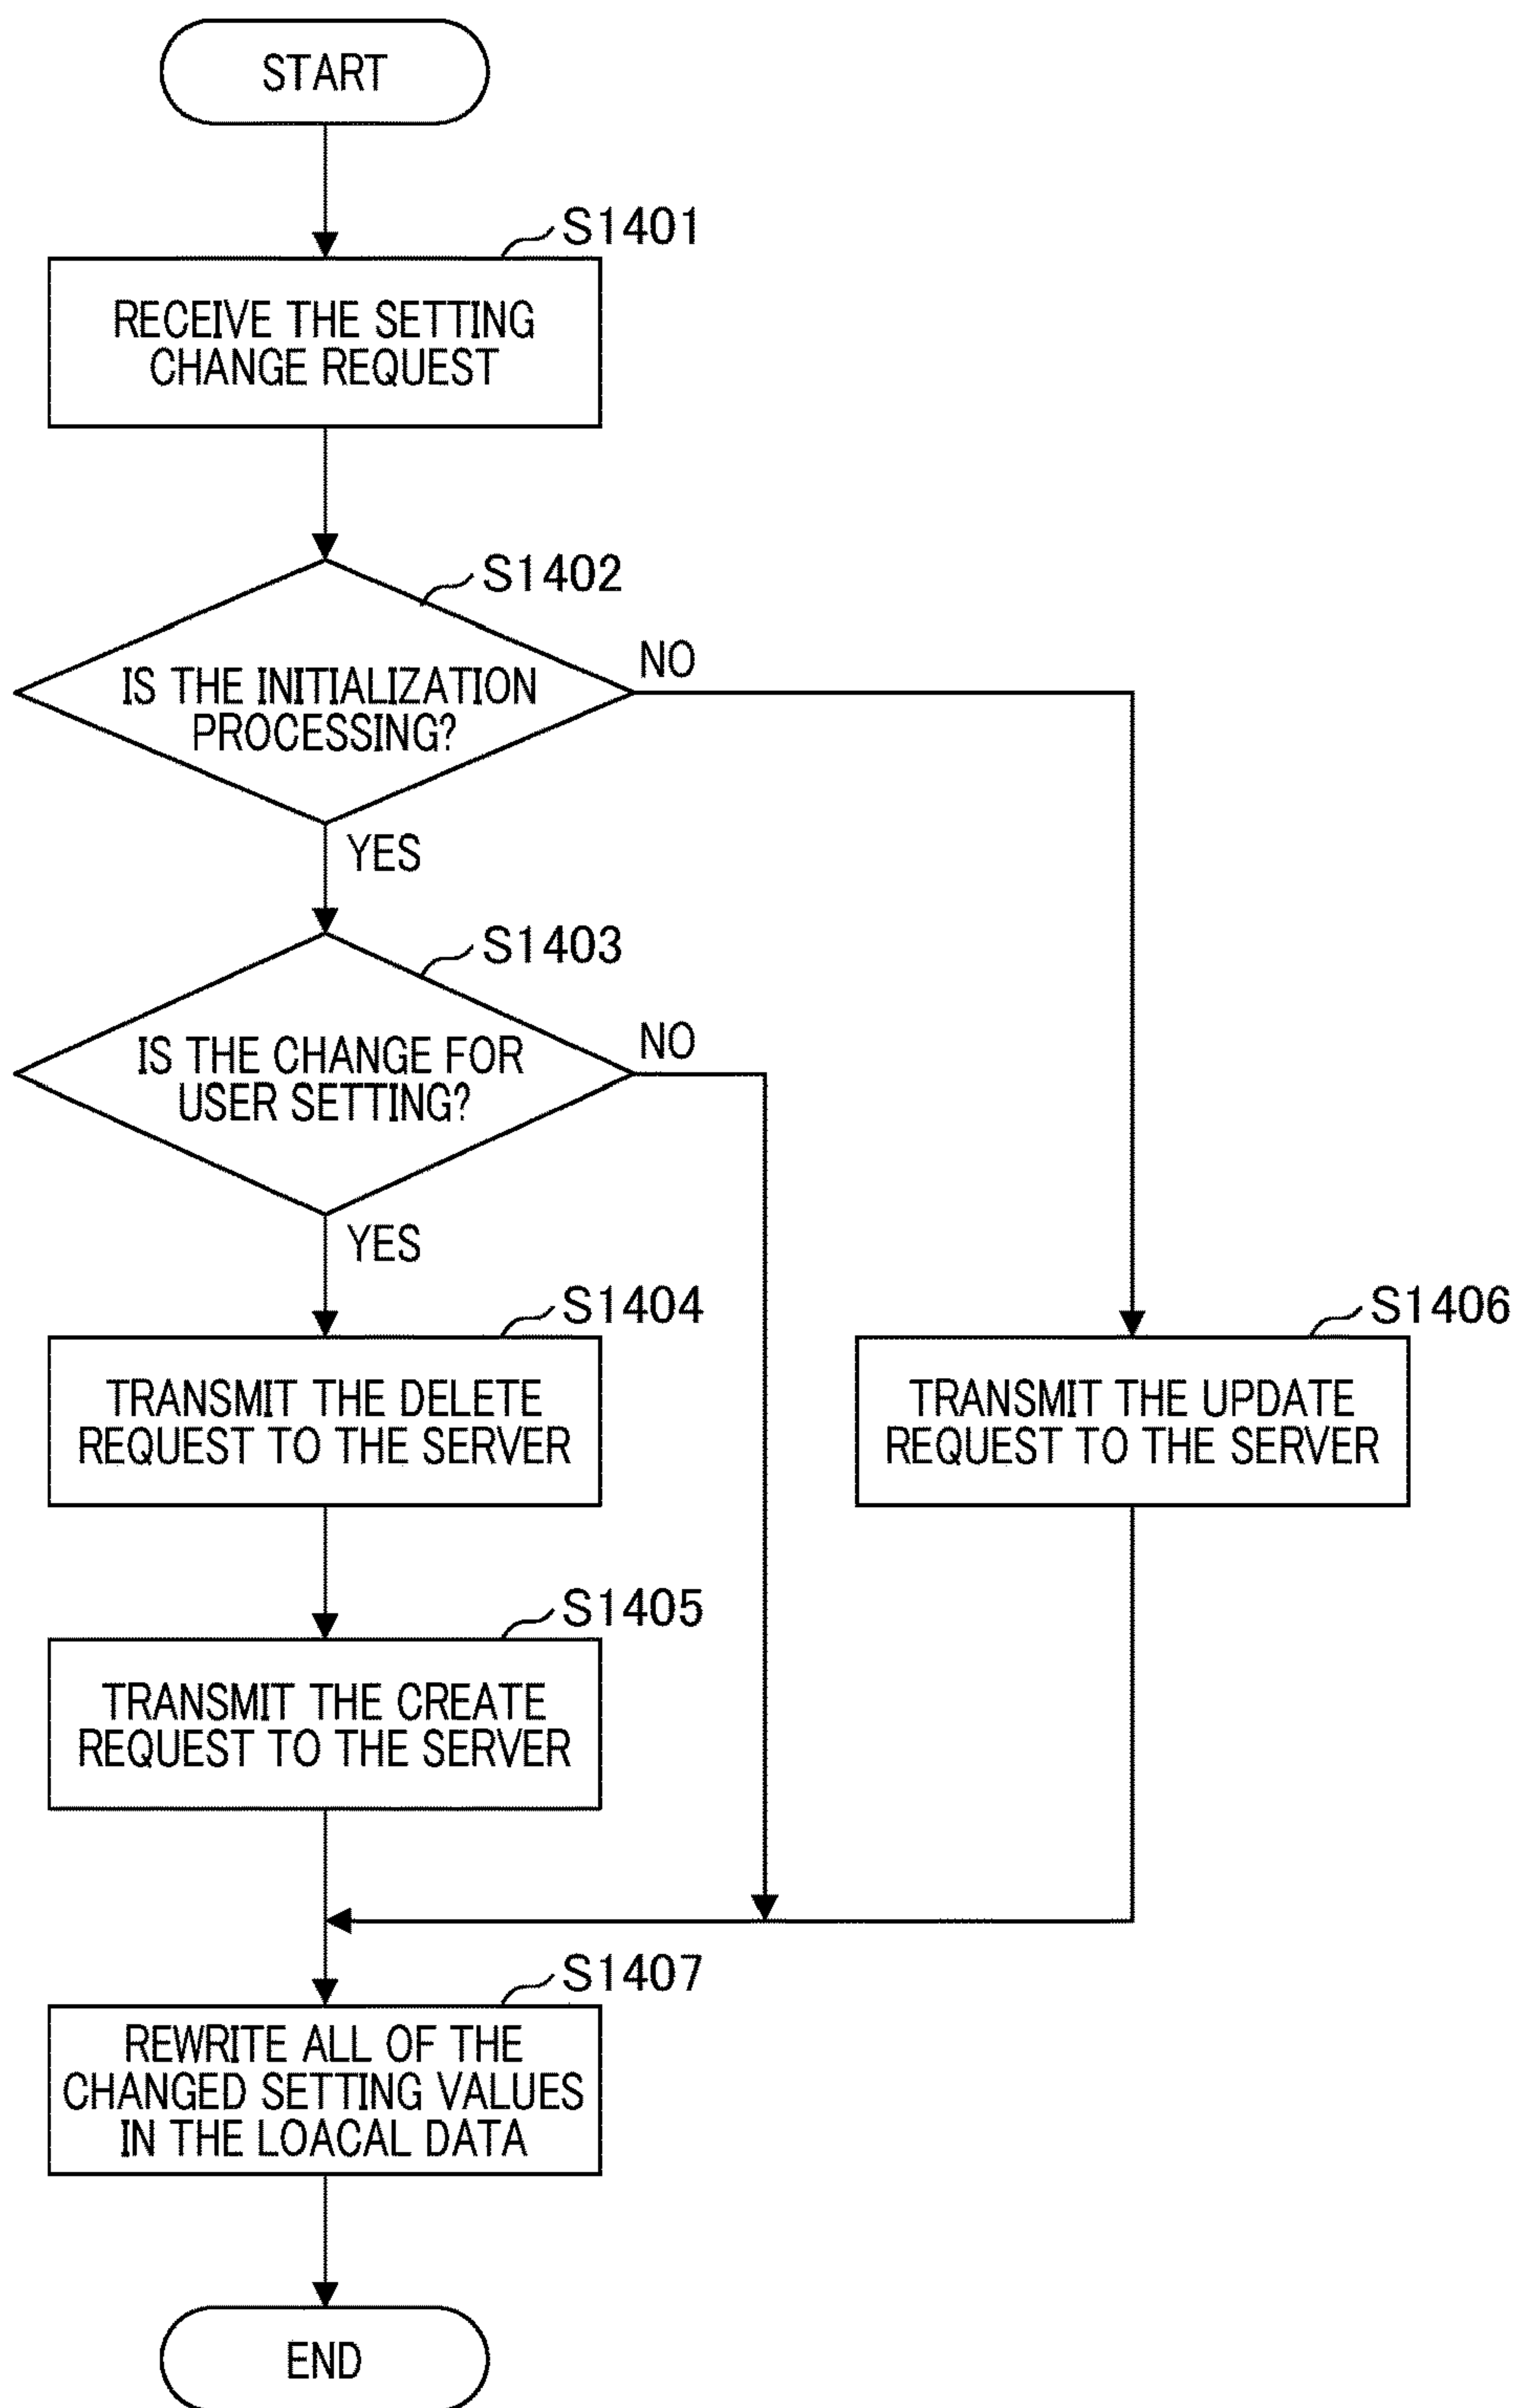 START
S1401
RECEIVE THE SETTING
CHANGE REQUEST
S1402
IS THE INITIALIZATION
PROCESSING?
NO
YES
S1403
IS THE CHANGE FOR
USER SETTING?
NO
YES
S1404
TRANSMIT THE DELETE
REQUEST TO THE SERVER
S1406
TRANSMIT THE UPDATE
REQUEST TO THE SERVER
S1405
TRANSMIT THE CREATE
REQUEST TO THE SERVER
S1407
REWRITE ALL OF THE
CHANGED SETTING VALUES
IN THE LOACAL DATA
END